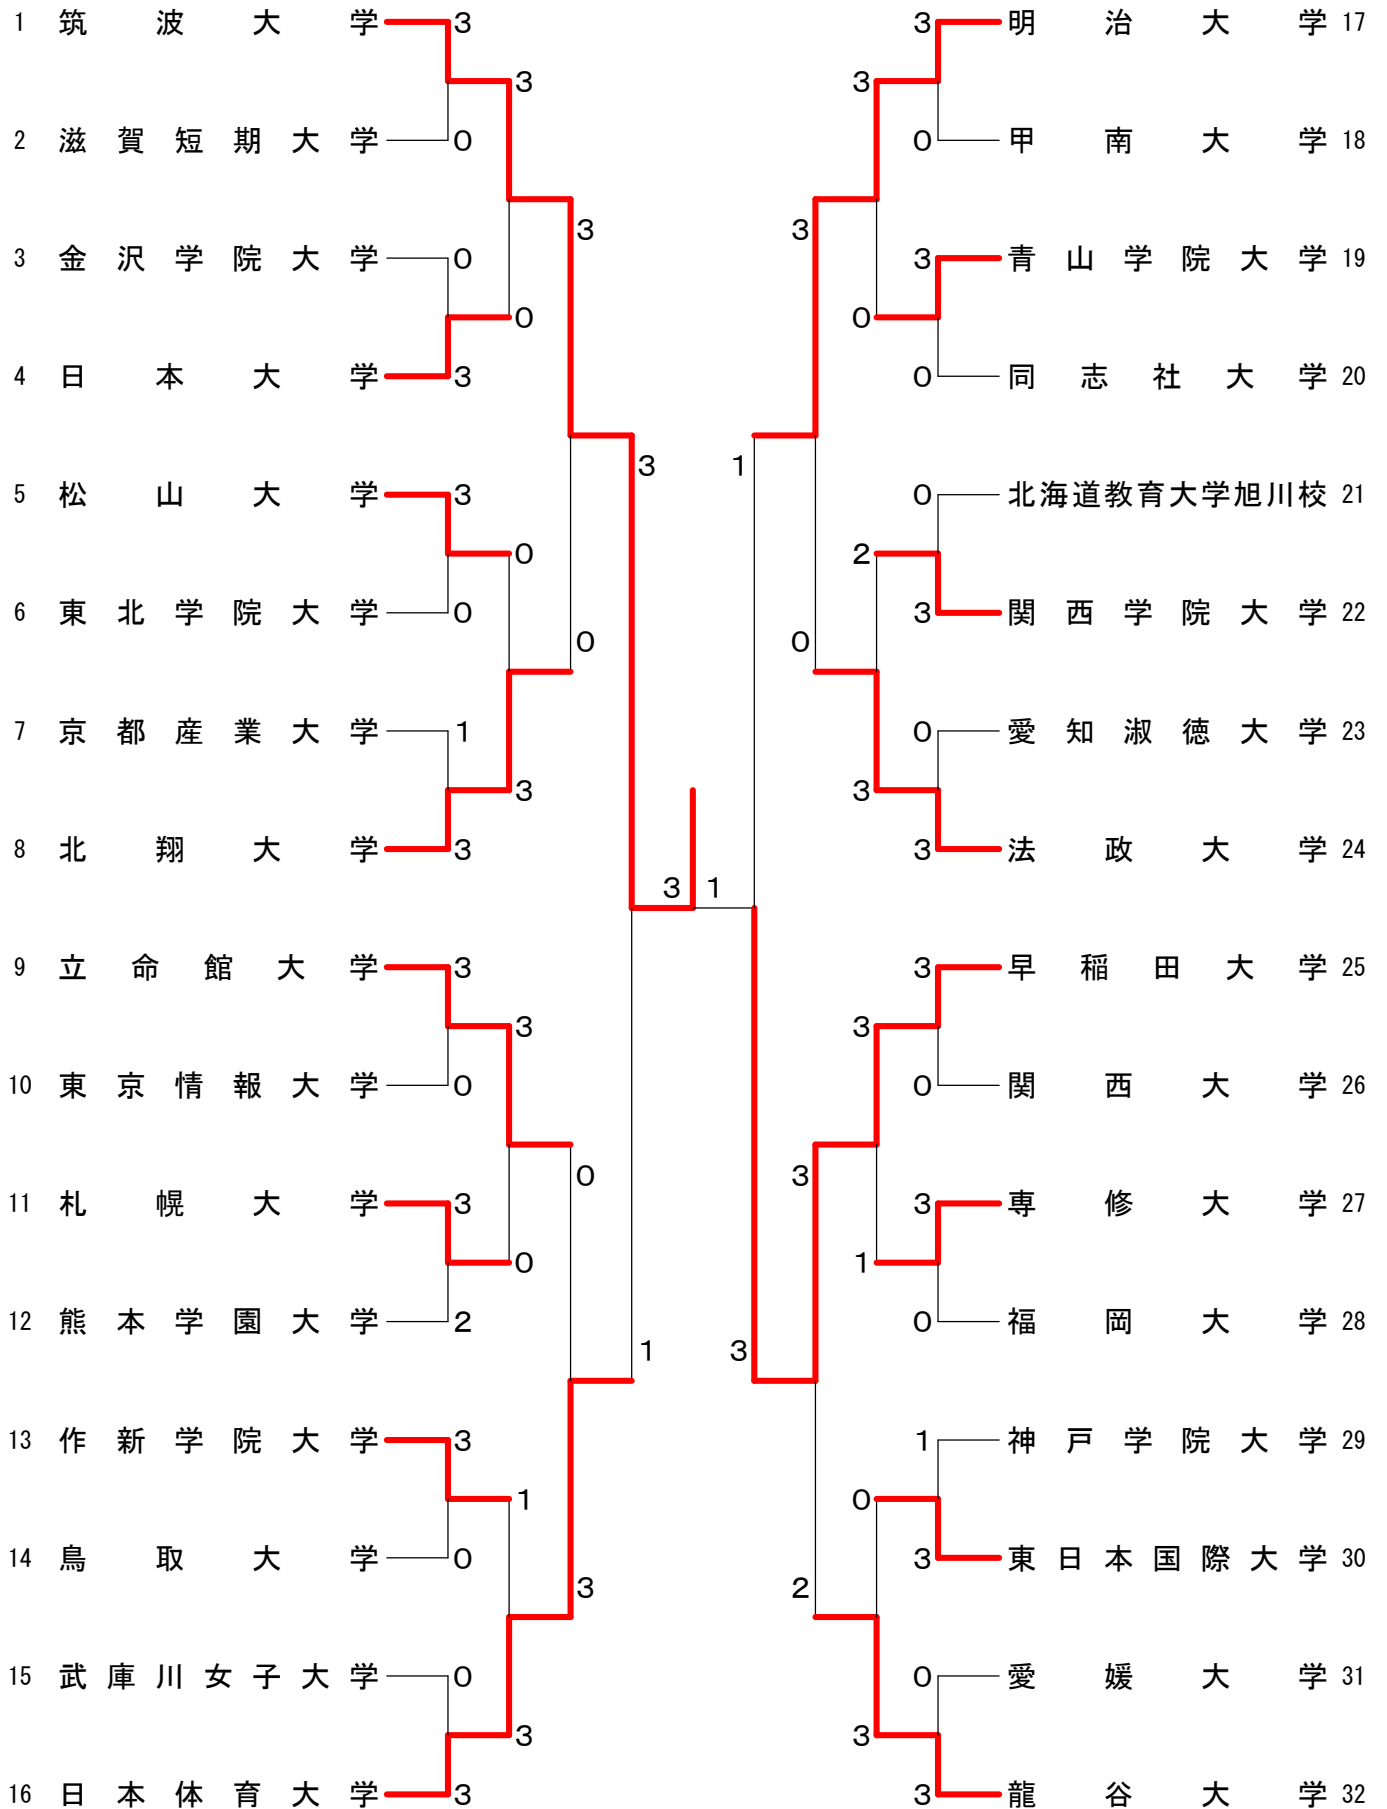 1 筑波大学 3
3 明治大学 17
3
3
2 滋賀短期大学 0
0 甲南大学 18
3
3
3 金沢学院大学 0
3 青山学院大学 19
0
0
4 日本大学 3
0 同志社大学 20
3
1
5 松山大学 3
0 北海道教育大学旭川校 21
0
2
6 東北学院大学 0
3 関西学院大学 22
0
0
7 京都産業大学 1
0 愛知淑徳大学 23
3
3
8 北翔大学 3
3 法政大学 24
3 1
9 立命館大学 3
3 早稲田大学 25
3
3
10 東京情報大学 0
0 関西大学 26
0
3
11 札幌大学 3
3 専修大学 27
0
1
12 熊本学園大学 2
0 福岡大学 28
1
3
13 作新学院大学 3
1 神戸学院大学 29
1
0
14 鳥取大学 0
3 東日本国際大学 30
3
2
15 武庫川女子大学 0
0 愛媛大学 31
3
3
16 日本体育大学 3
3 龍谷大学 32